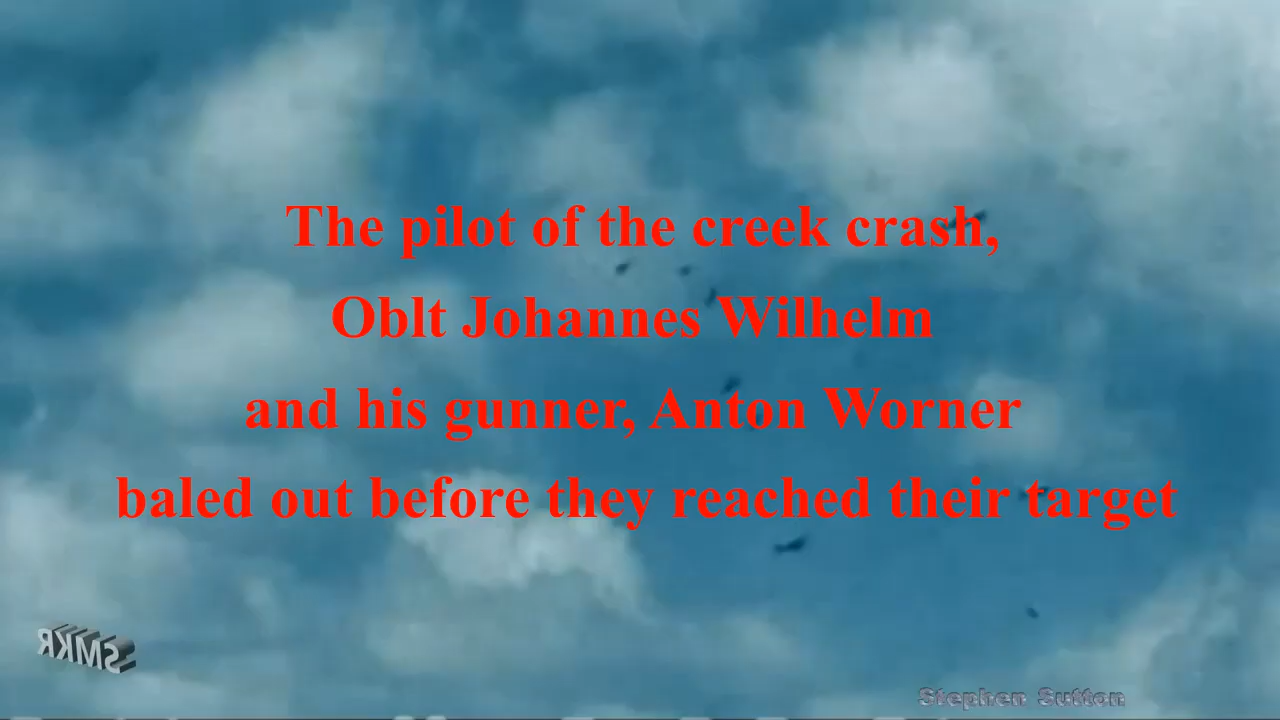 The pilot of the creek crash,
Oblt Johannes Wilhelm
and his gunner, Anton Worner
baled out before they reached their target
SMKR
Stephen Sutton